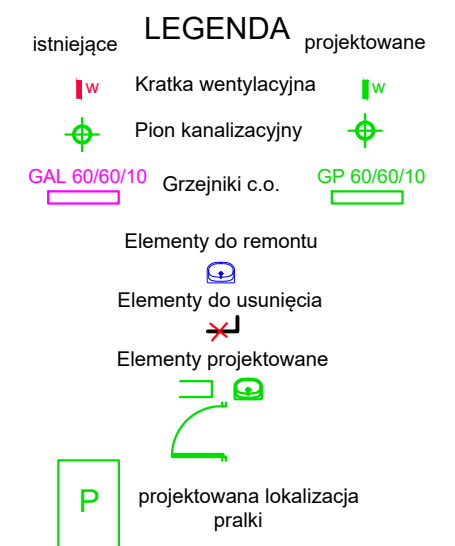 LEGENDA
istniejące projektowane
W Kratka wentylacyjna W
Pion kanalizacyjny
GAL 60/60/10 Grzejniki c.o. GP 60/60/10
Elementy do remontu
Elementy do usunięcia
Elementy projektowane
P projektowana lokalizacja
pralki